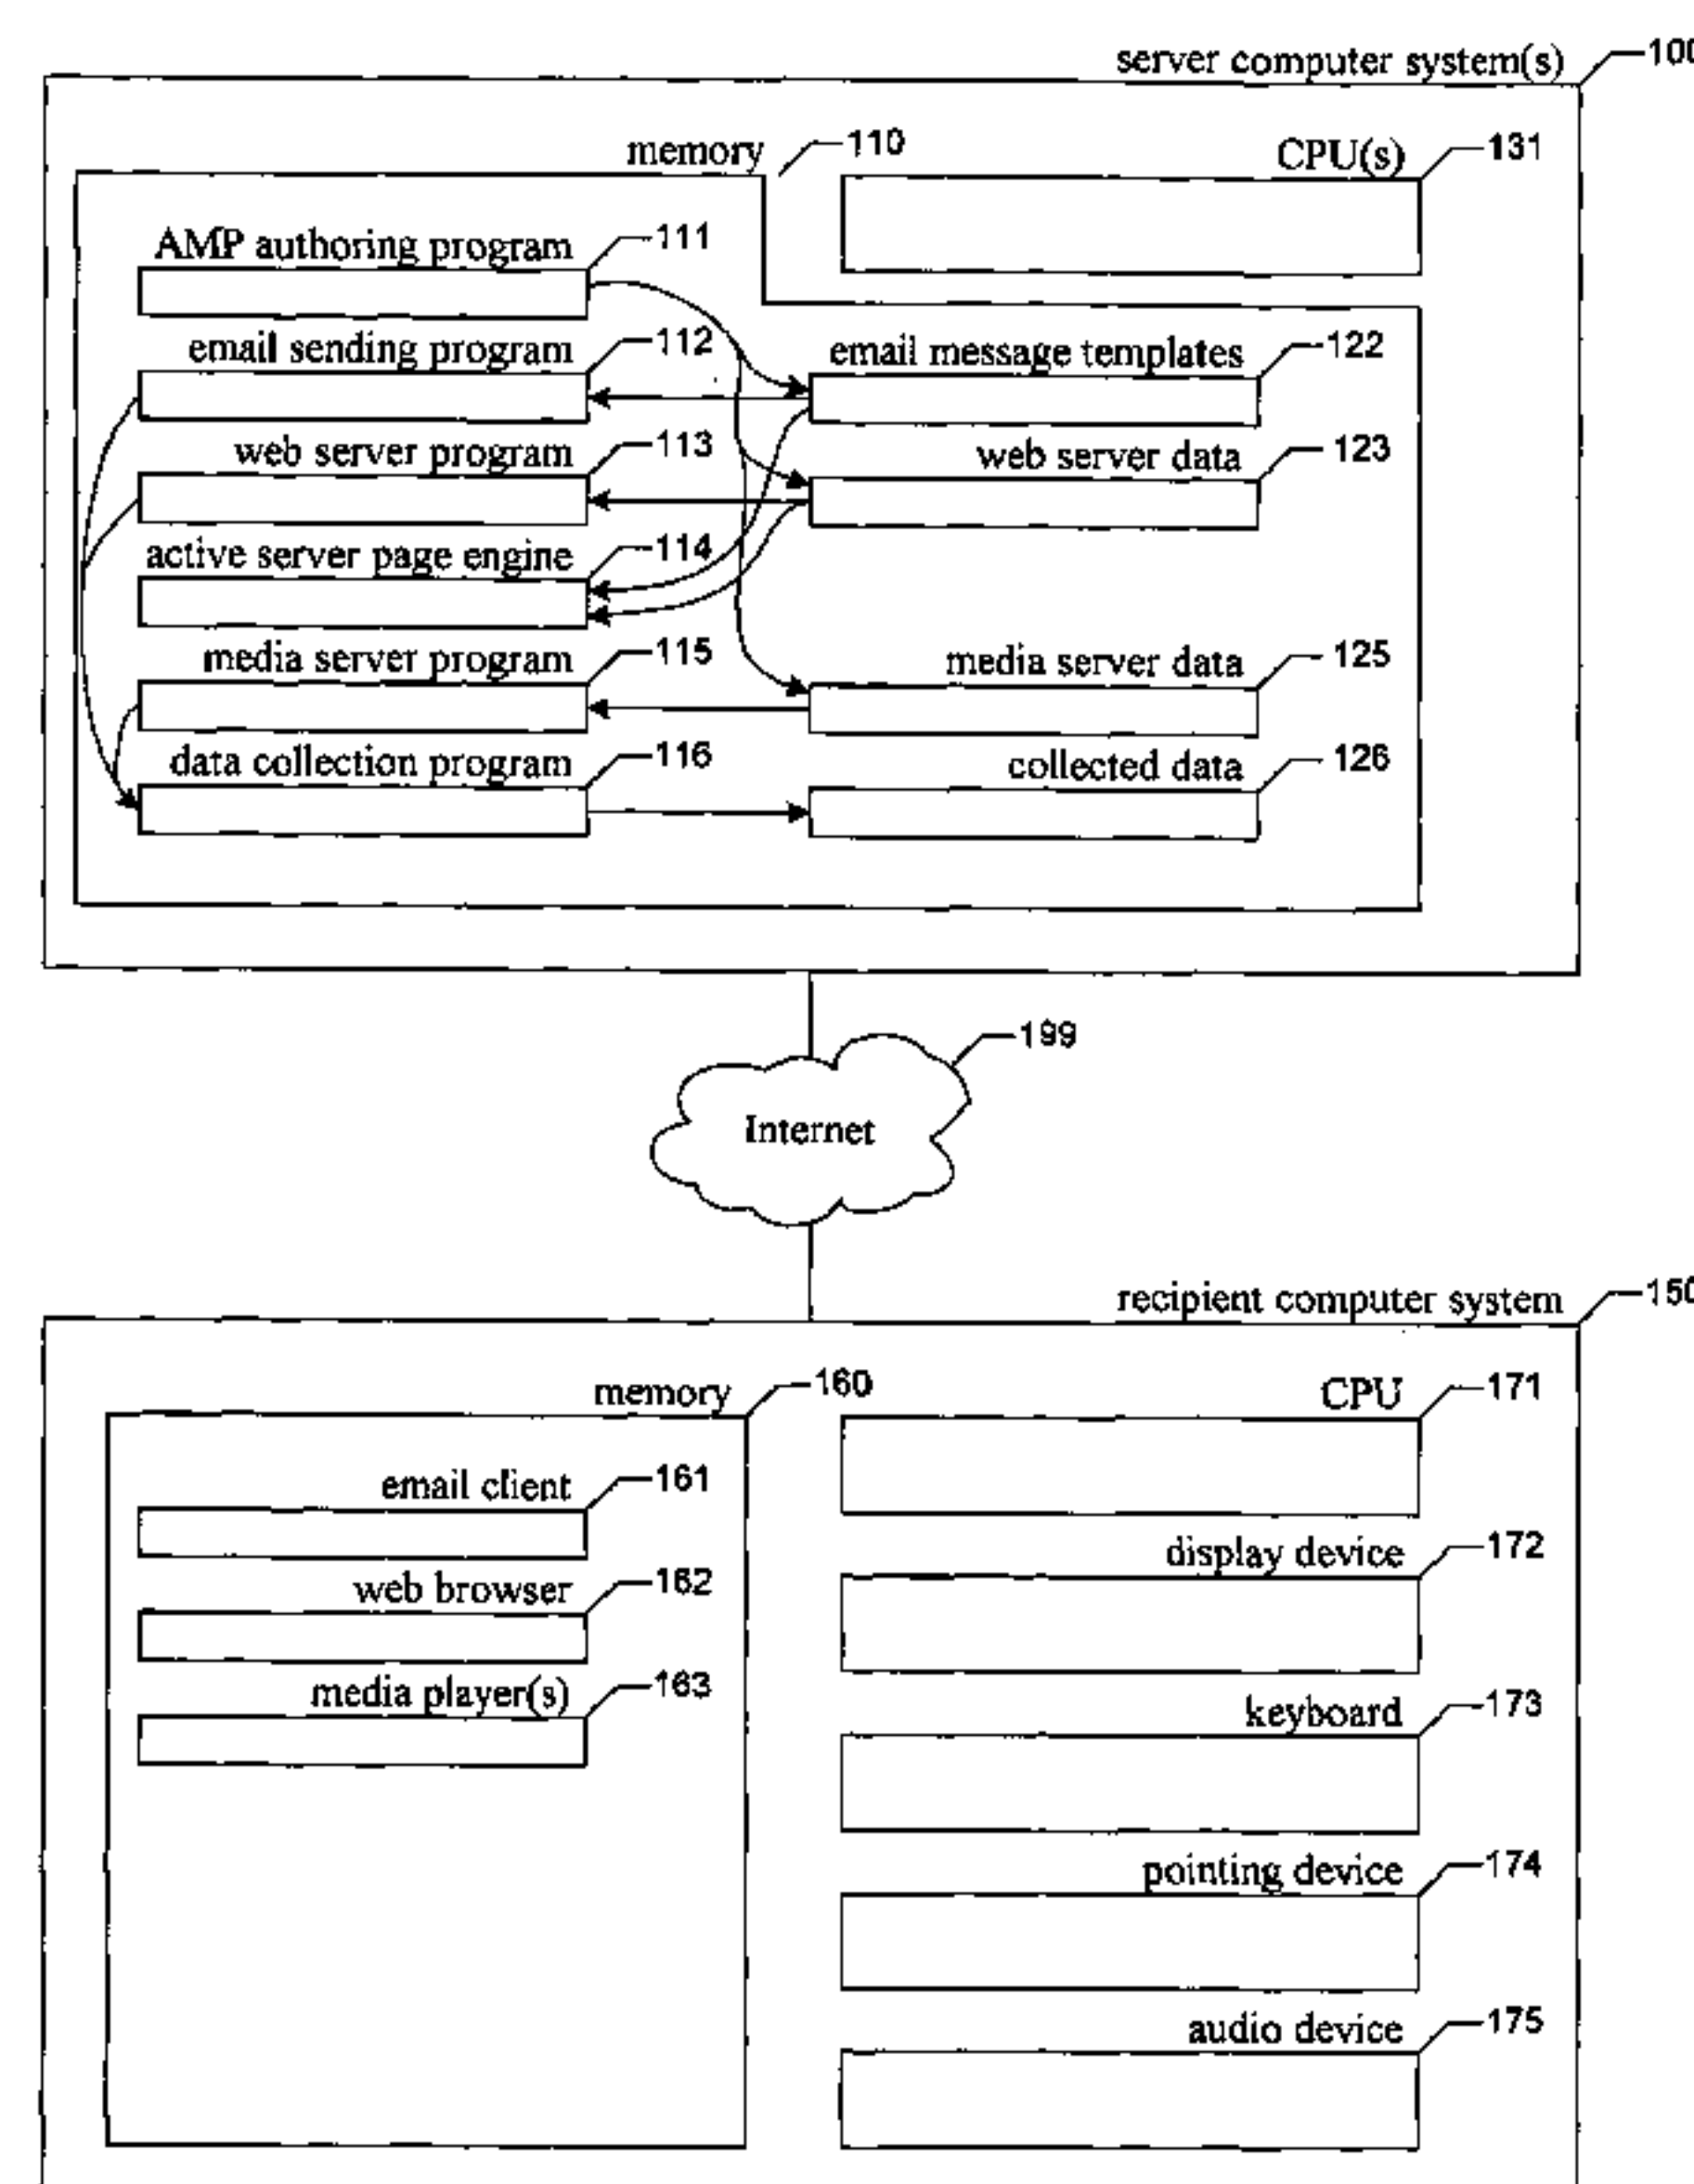 server computer system(s) 100
memory 110
CPU(s) 131
AMP authoring program 111
email sending program 112
email message templates 122
web server program 113
web server data 123
active server page engine 114
media server program 115
media server data 125
data collection program 116
collected data 126
199
Internet
recipient computer system 150
memory 160
CPU 171
email client 161
display device 172
web browser 162
media player(s) 163
keyboard 173
pointing device 174
audio device 175